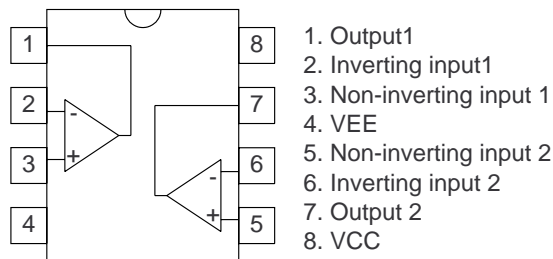 1
2
3
4
-
+
8
7
6
5
-
+
1. Output1
2. Inverting input1
3. Non-inverting input 1
4. VEE
5. Non-inverting input 2
6. Inverting input 2
7. Output 2
8. VCC